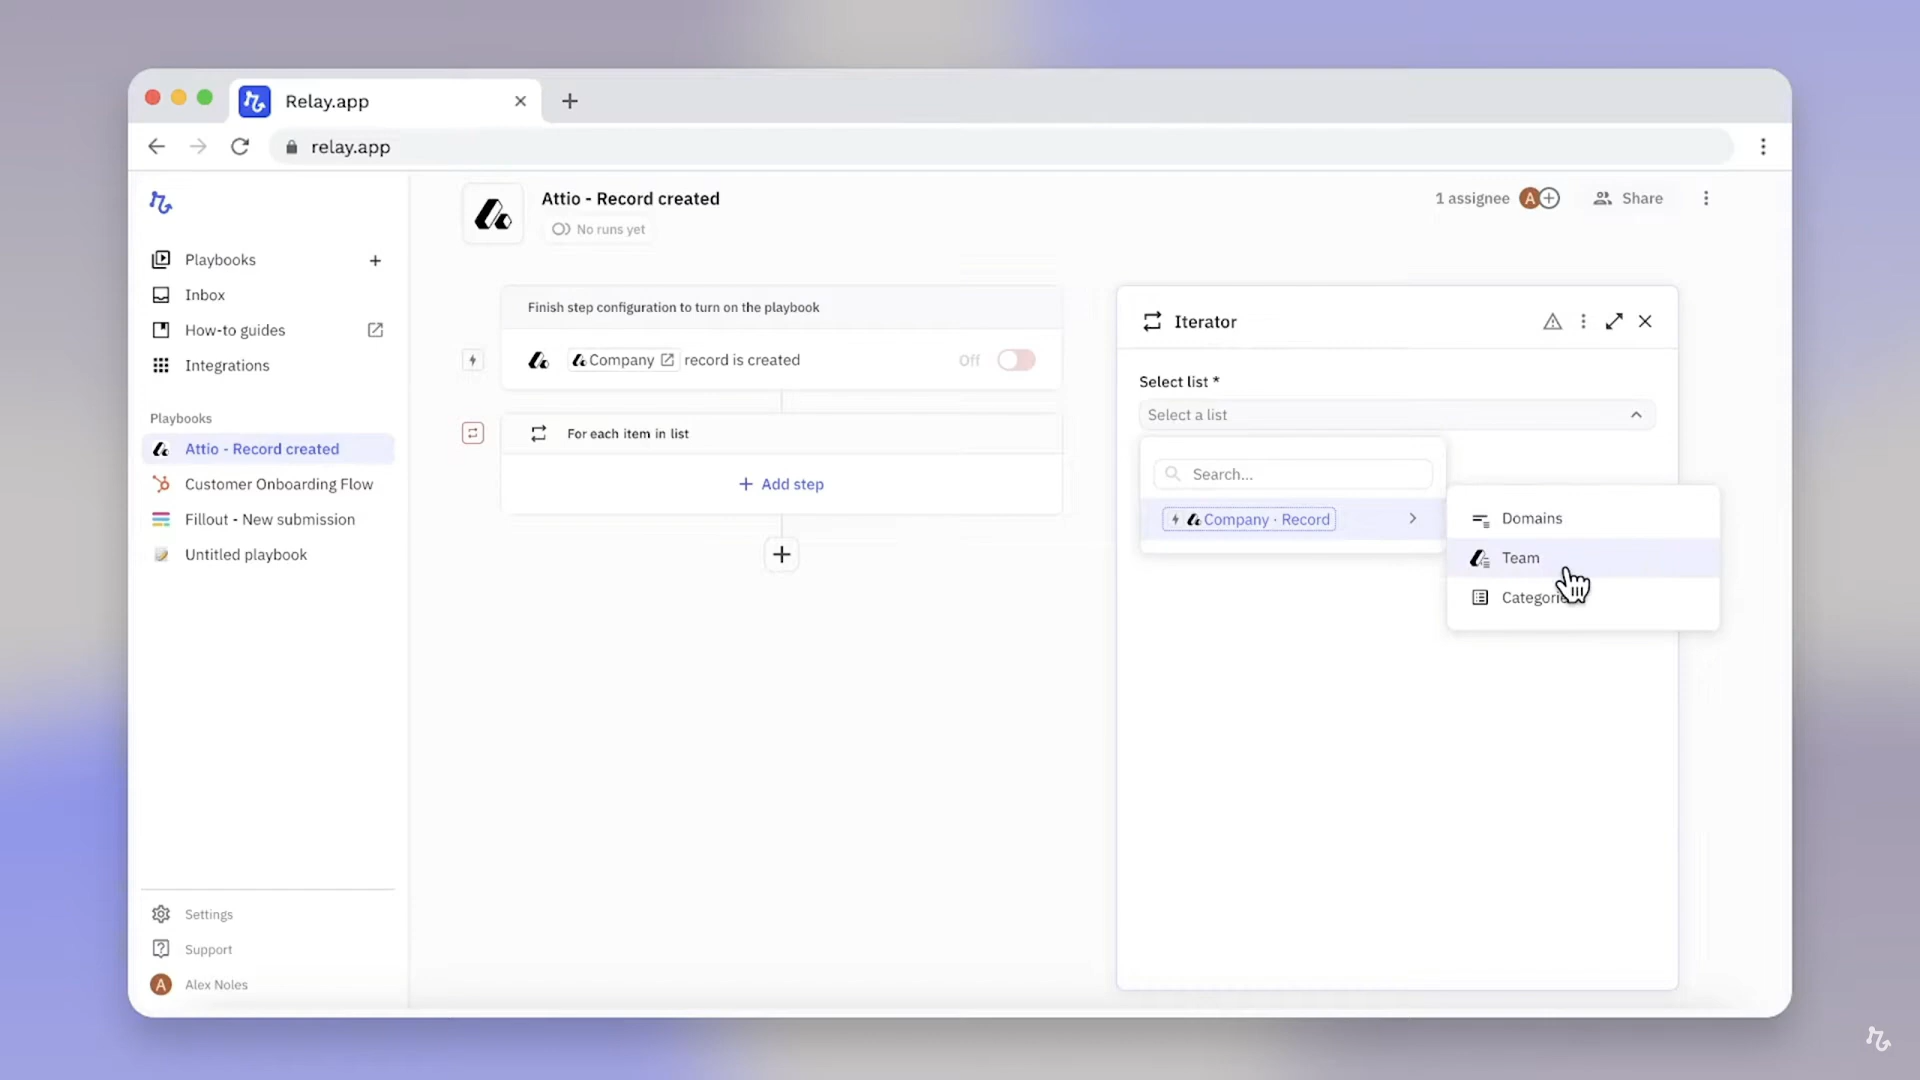 Relay.app
relay.app
Attio - Record created
No runs yet
1 assignee
A
Share
Playbooks
Inbox
How-to guides
Integrations
Playbooks
Attio - Record created
Customer Onboarding Flow
Fillout - New submission
Untitled playbook
Settings
Support
A
Alex Noles
Finish step configuration to turn on the playbook
Company record is created
Off
For each item in list
+ Add step
Iterator
Select list *
Select a list
Search...
Company · Record
Domains
Team